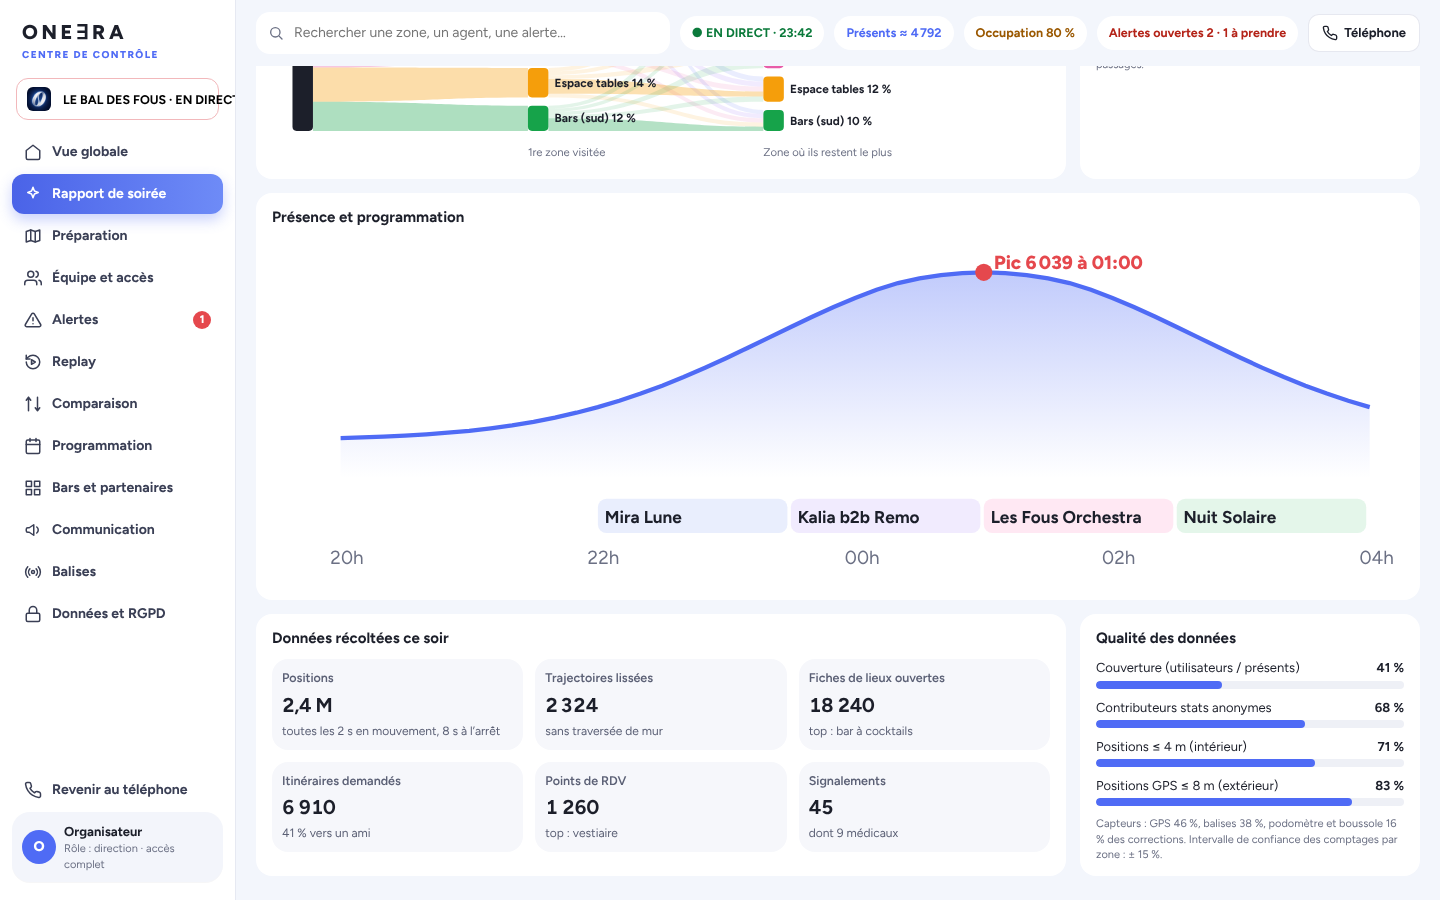 ONEERA
CENTRE DE CONTRÔLE
LE BAL DES FOUS · EN DIRECT
Vue globale
Rapport de soirée
Préparation
Équipe et accès
Alertes
1
Replay
Comparaison
Programmation
Bars et partenaires
Communication
Balises
Données et RGPD
Revenir au téléphone
O
Organisateur
Rôle : direction · accès
complet
Rechercher une zone, un agent, une alerte...
EN DIRECT · 23:42
Présents ≈ 4 792
Occupation 80 %
Alertes ouvertes 2 · 1 à prendre
Téléphone
passages.
Espace tables 14 %
Bars (sud) 12 %
Espace tables 12 %
Bars (sud) 10 %
1re zone visitée
Zone où ils restent le plus
Présence et programmation
Pic 6 039 à 01:00
Mira Lune
Kalia b2b Remo
Les Fous Orchestra
Nuit Solaire
20h
22h
00h
02h
04h
Données récoltées ce soir
Positions
2,4 M
toutes les 2 s en mouvement, 8 s à l'arrêt
Trajectoires lissées
2 324
sans traversée de mur
Fiches de lieux ouvertes
18 240
top : bar à cocktails
Itinéraires demandés
6 910
41 % vers un ami
Points de RDV
1 260
top : vestiaire
Signalements
45
dont 9 médicaux
Qualité des données
Couverture (utilisateurs / présents)
41 %
Contributeurs stats anonymes
68 %
Positions ≤ 4 m (intérieur)
71 %
Positions GPS ≤ 8 m (extérieur)
83 %
Capteurs : GPS 46 %, balises 38 %, podomètre et boussole 16
% des corrections. Intervalle de confiance des comptages par
zone : ± 15 %.